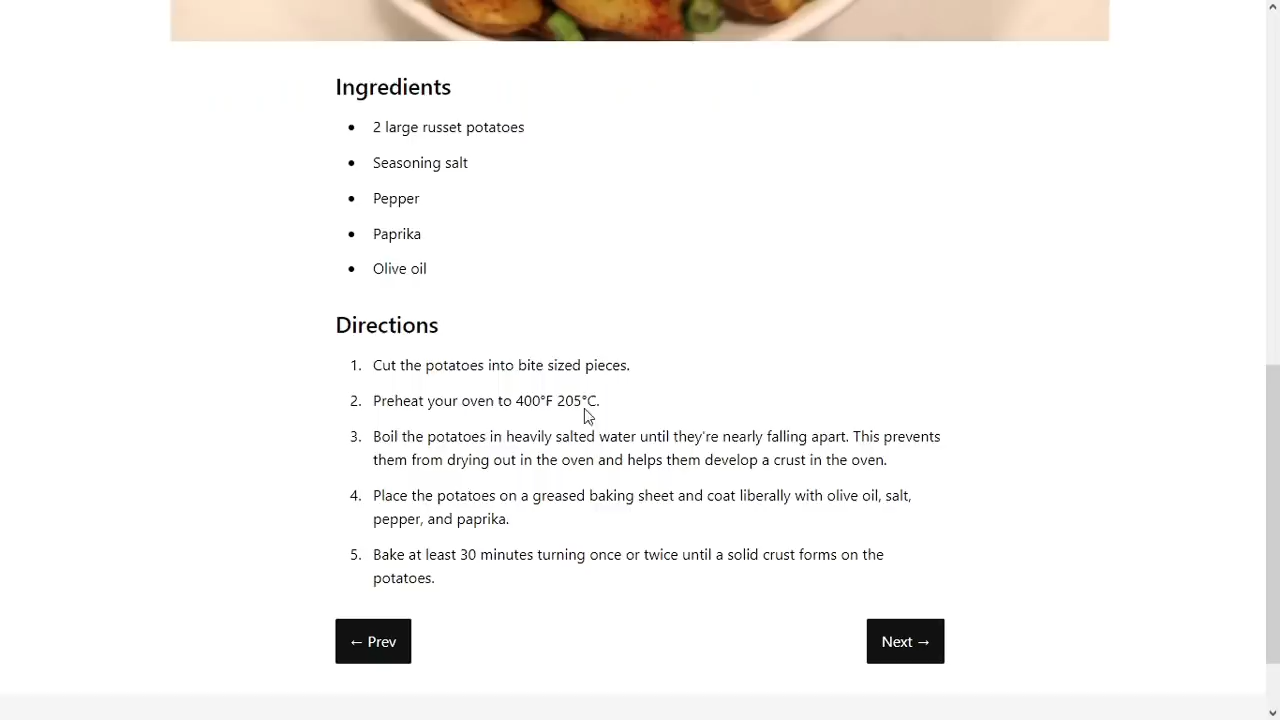 Ingredients
• 2 large russet potatoes
• Seasoning salt
• Pepper
• Paprika
• Olive oil
Directions
1. Cut the potatoes into bite sized pieces.
2. Preheat your oven to 400°F 205°C.
3. Boil the potatoes in heavily salted water until they're nearly falling apart. This prevents
them from drying out in the oven and helps them develop a crust in the oven.
4. Place the potatoes on a greased baking sheet and coat liberally with olive oil, salt,
pepper, and paprika.
5. Bake at least 30 minutes turning once or twice until a solid crust forms on the
potatoes.
← Prev
Next →